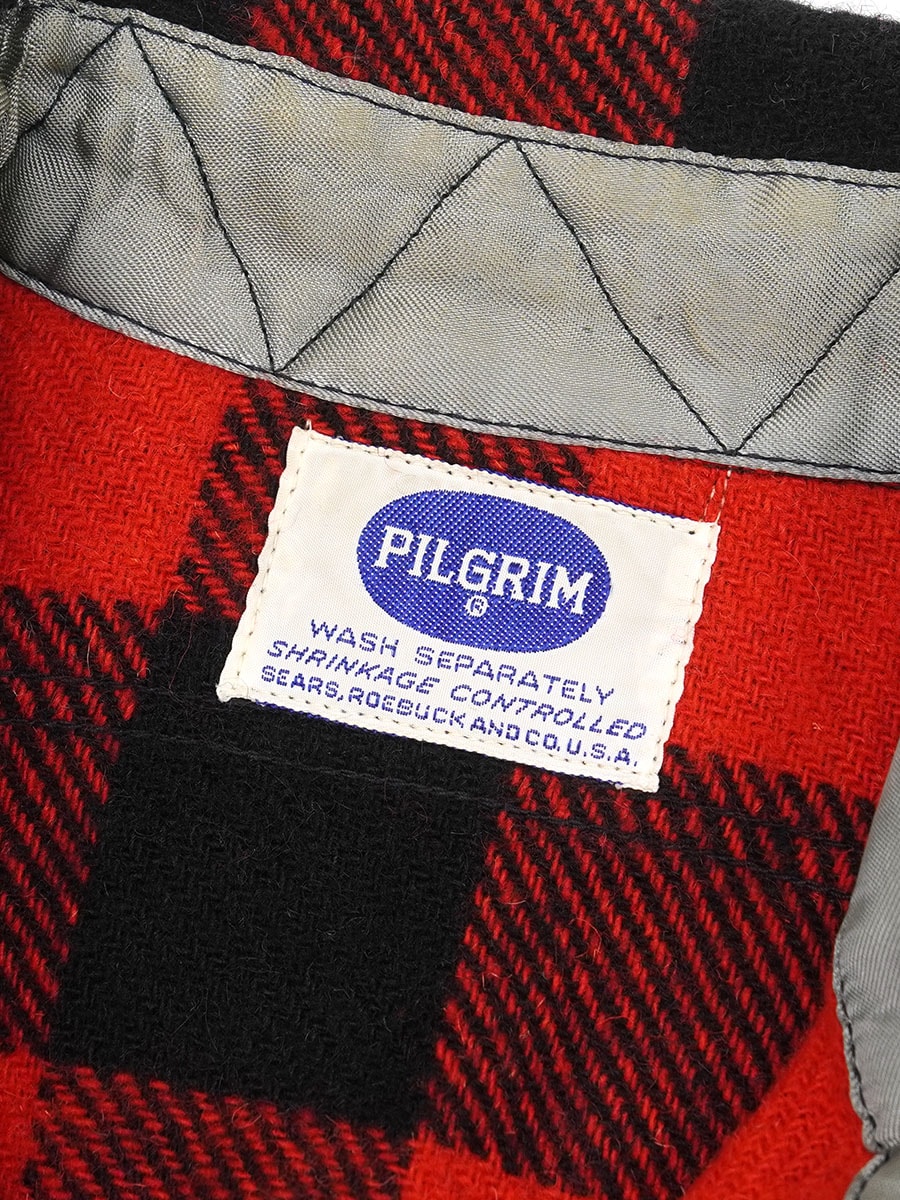 PILGRIM
®
WASH SEPARATELY
SHRINKAGE CONTROLLED
SEARS, ROEBUCK AND CO. U.S.A.